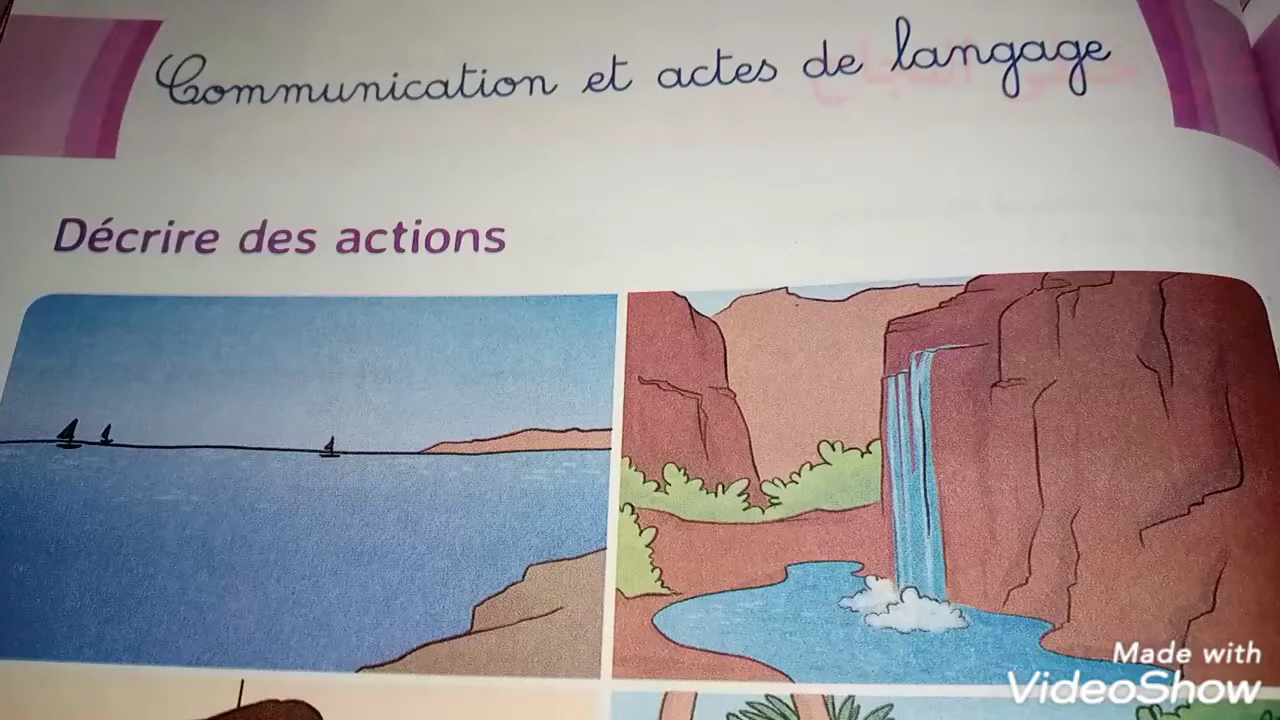 Communication et actes de langage
Décrire des actions
Made with
VideoShow